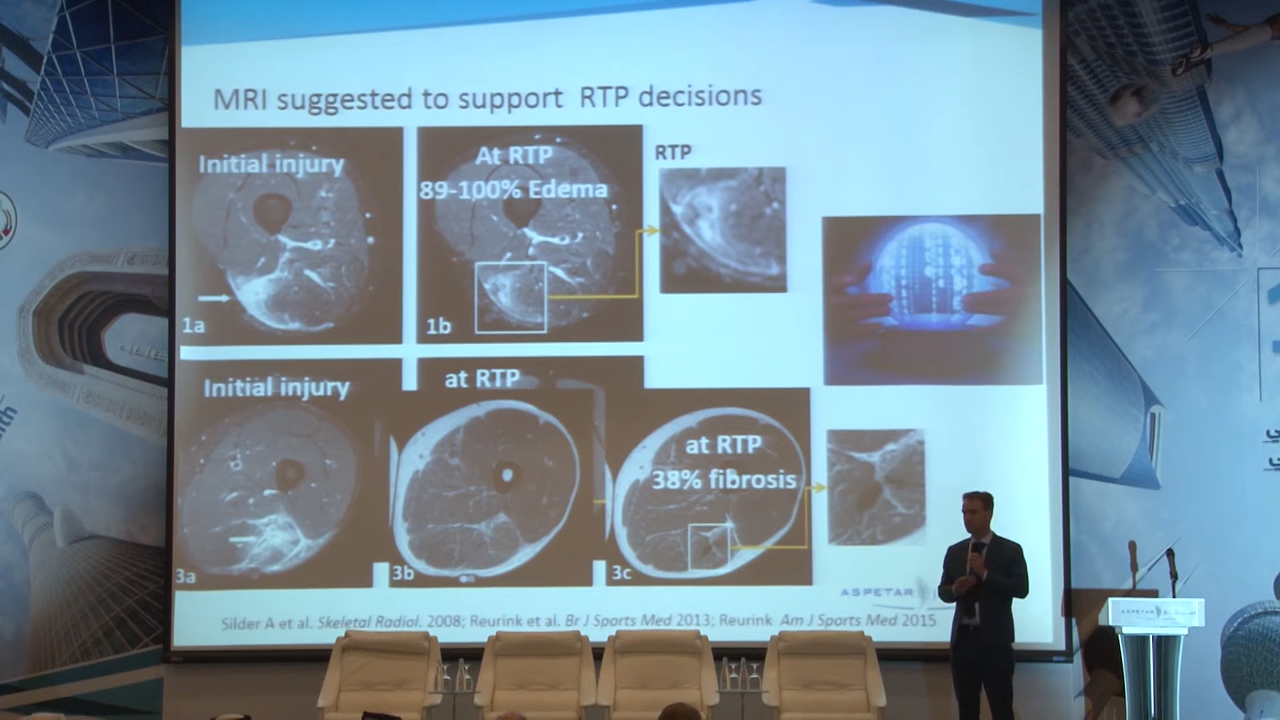 MRI suggested to support RTP decisions
Initial injury
1a
At RTP
89-100% Edema
1b
RTP
Initial injury
3a
at RTP
3b
at RTP
38% fibrosis
3c
ASPETAR
Silder A et al. Skeletal Radiol. 2008; Reurink et al. Br J Sports Med 2013; Reurink Am J Sports Med 2015
ASPETAR